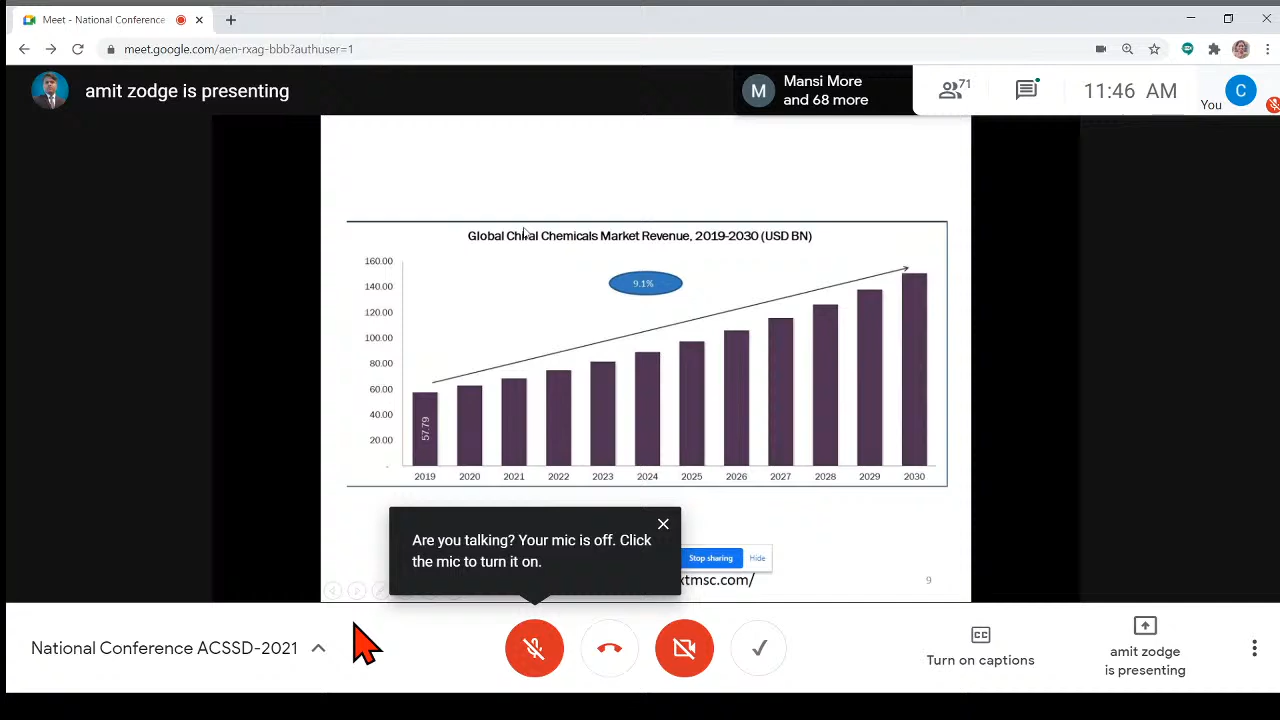 Meet - National Conference
meet.google.com/aen-rxag-bbb?authuser=1
amit zodge is presenting
M
Mansi More
and 68 more
71
11:46 AM
You
C
Global Chiral Chemicals Market Revenue, 2019-2030 (USD BN)
9.1%
160.00
140.00
120.00
100.00
80.00
60.00
40.00
20.00
-
57.79
2019 2020 2021 2022 2023 2024 2025 2026 2027 2028 2029 2030
Are you talking? Your mic is off. Click
the mic to turn it on.
Stop sharing Hide
xtmsc.com/
9
National Conference ACSSD-2021
CC
Turn on captions
amit zodge
is presenting